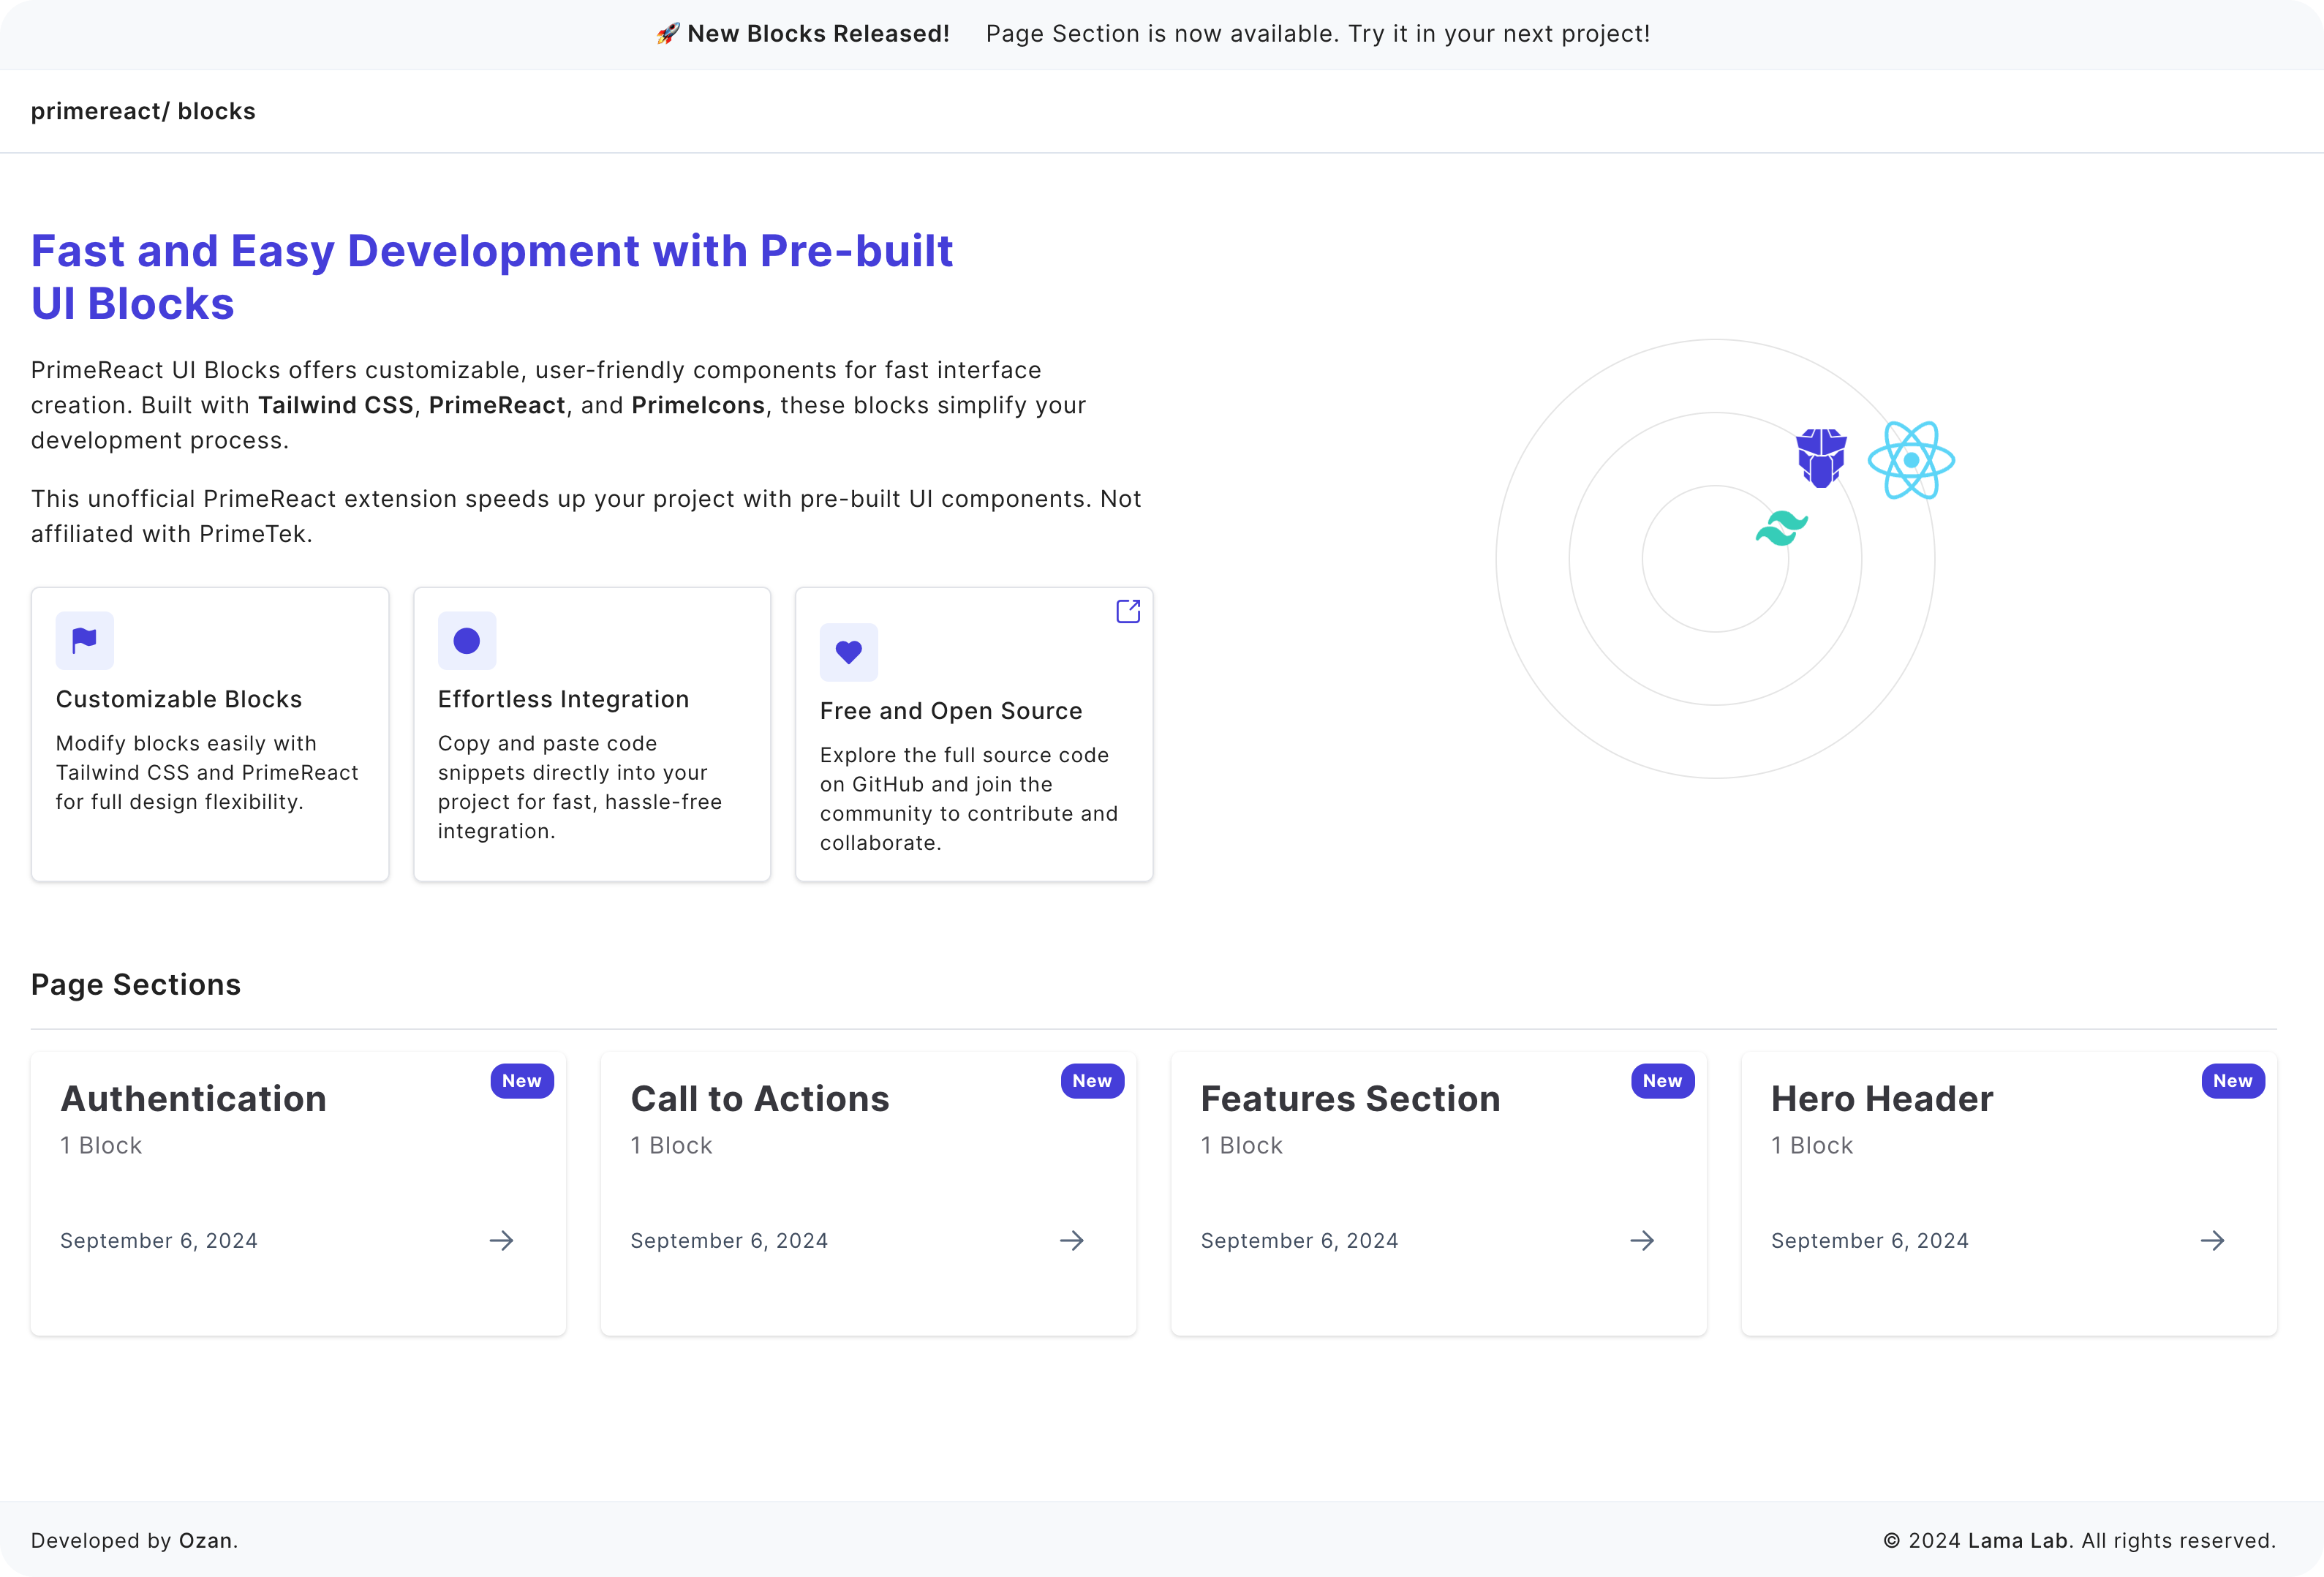 🚀 New Blocks Released! Page Section is now available. Try it in your next project!
primereact/ blocks
Fast and Easy Development with Pre-built
UI Blocks
PrimeReact UI Blocks offers customizable, user-friendly components for fast interface
creation. Built with Tailwind CSS, PrimeReact, and PrimeIcons, these blocks simplify your
development process.
This unofficial PrimeReact extension speeds up your project with pre-built UI components. Not
affiliated with PrimeTek.
Customizable Blocks
Modify blocks easily with
Tailwind CSS and PrimeReact
for full design flexibility.
Effortless Integration
Copy and paste code
snippets directly into your
project for fast, hassle-free
integration.
Free and Open Source
Explore the full source code
on GitHub and join the
community to contribute and
collaborate.
Page Sections
Authentication
New
1 Block
September 6, 2024
Call to Actions
New
1 Block
September 6, 2024
Features Section
New
1 Block
September 6, 2024
Hero Header
New
1 Block
September 6, 2024
Developed by Ozan.
© 2024 Lama Lab. All rights reserved.